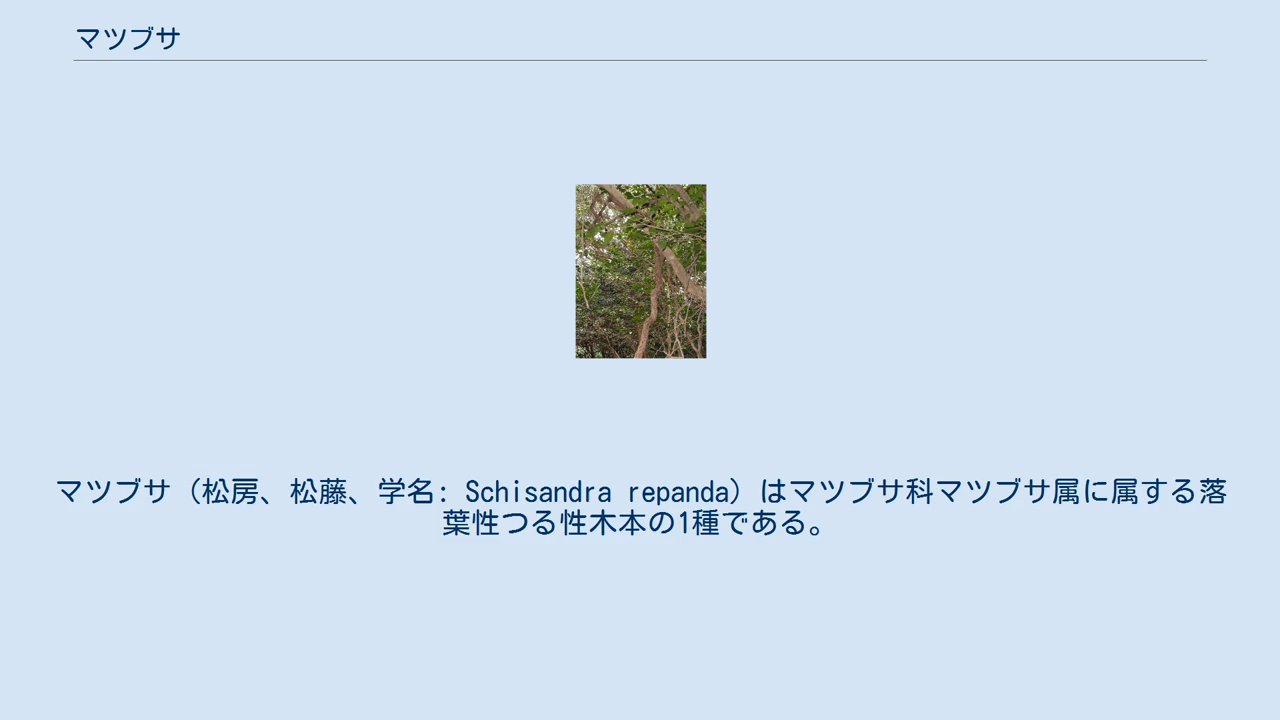 マツブサ
マツブサ（松房、松藤、学名: Schisandra repanda）はマツブサ科マツブサ属に属する落
葉性つる性木本の1種である。